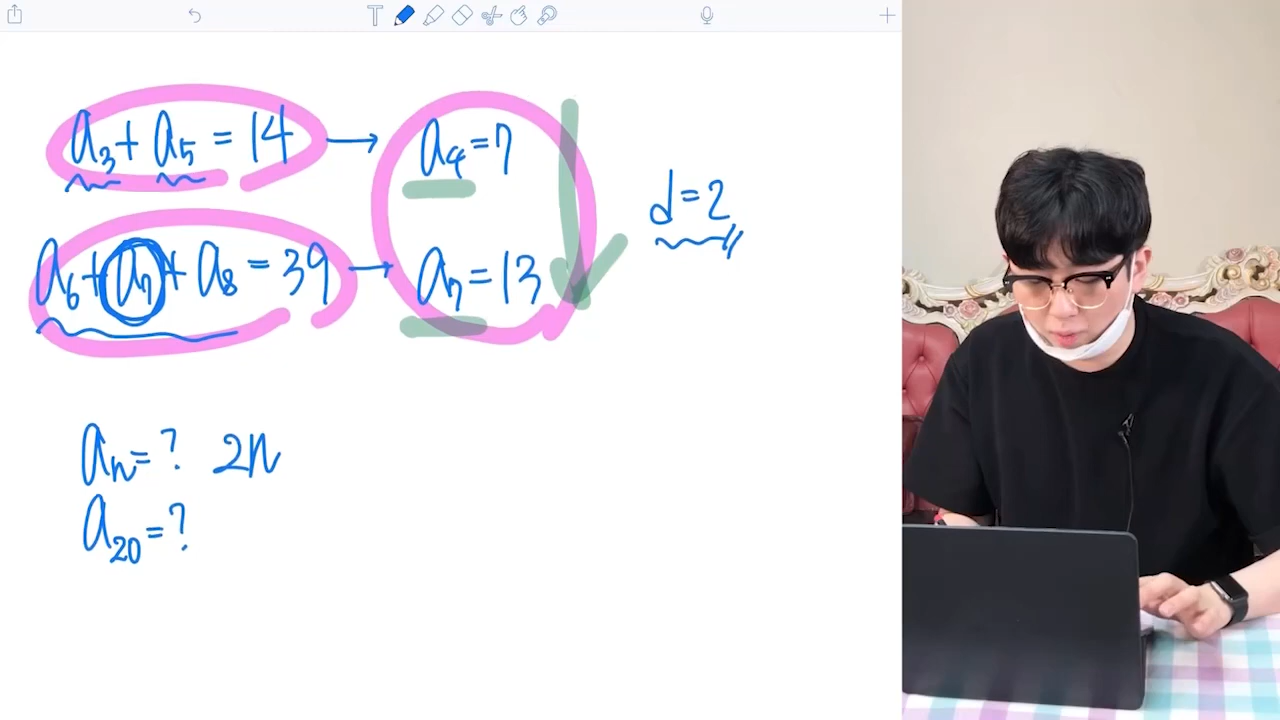 a₃+ a₅ = 14 → a₄=7
d=2
a₆+a₇+a₈ = 39 → a₇=13
aₙ= ? 2n
a₂₀=?